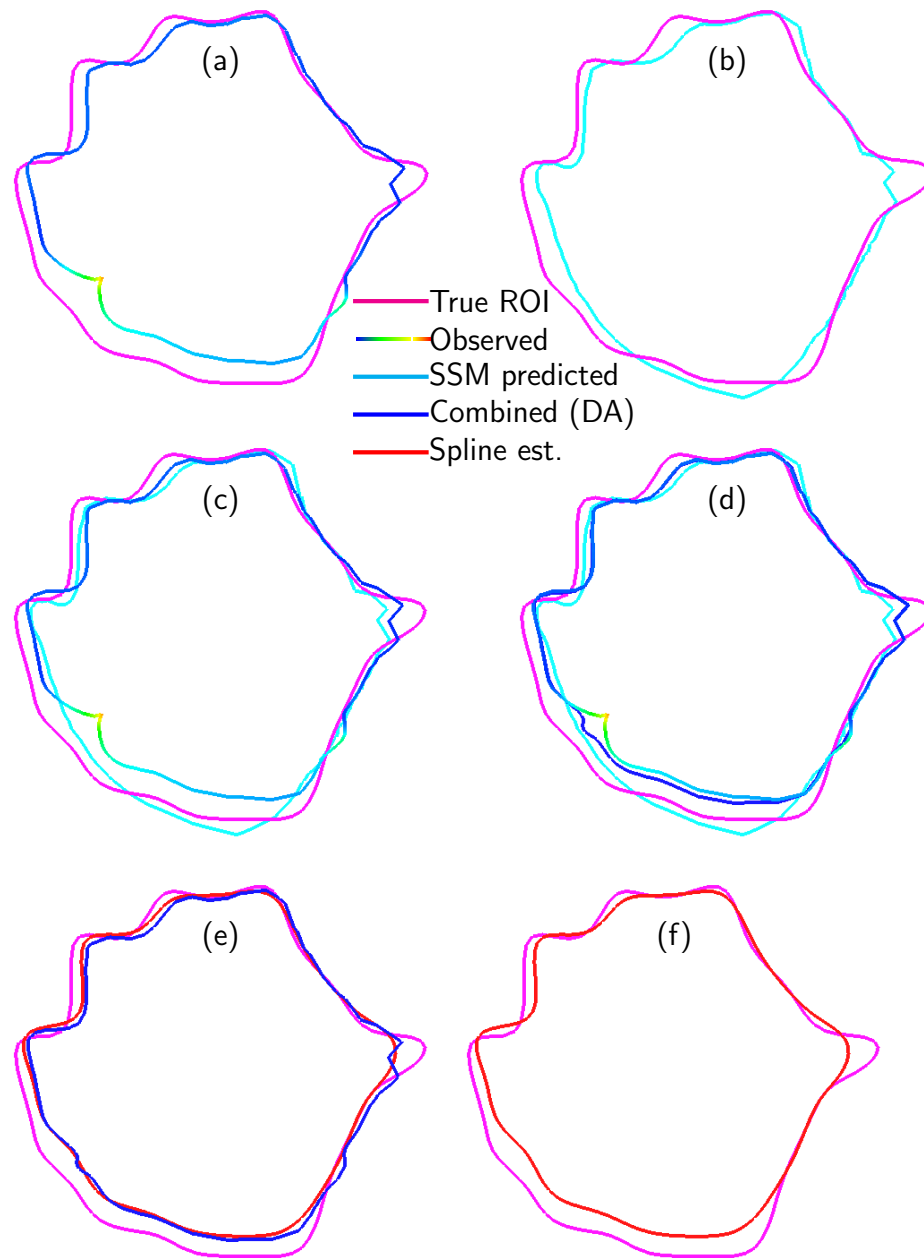 (a)
(b)
True ROI
Observed
SSM predicted
Combined (DA)
Spline est.
(c)
(d)
(e)
(f)